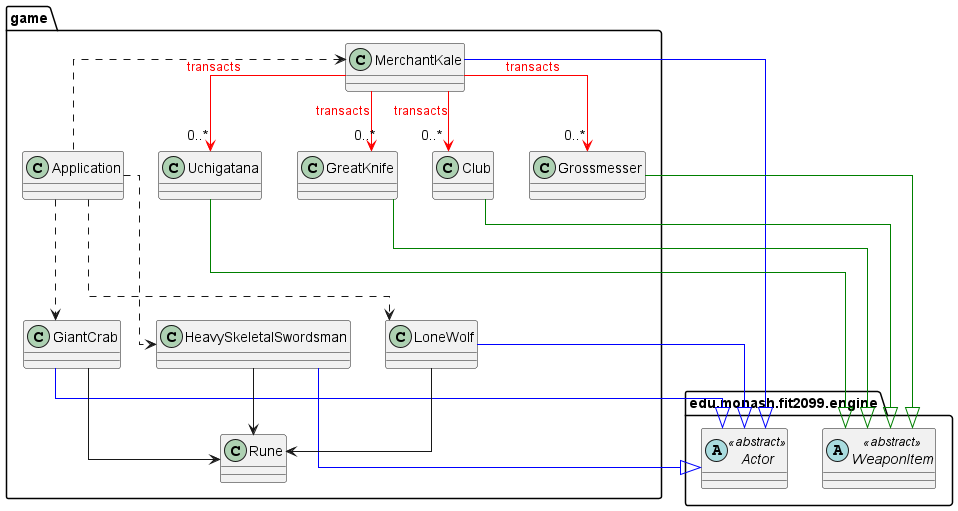 game
C MerchantKale
transacts
transacts
transacts
transacts
0..*
0..*
0..*
0..*
C Application
C Uchigatana
C GreatKnife
C Club
C Grossmesser
C GiantCrab
C HeavySkeletalSwordsman
C LoneWolf
edu.monash.fit2099.engine
C Rune
A «abstract»
Actor
A «abstract»
WeaponItem